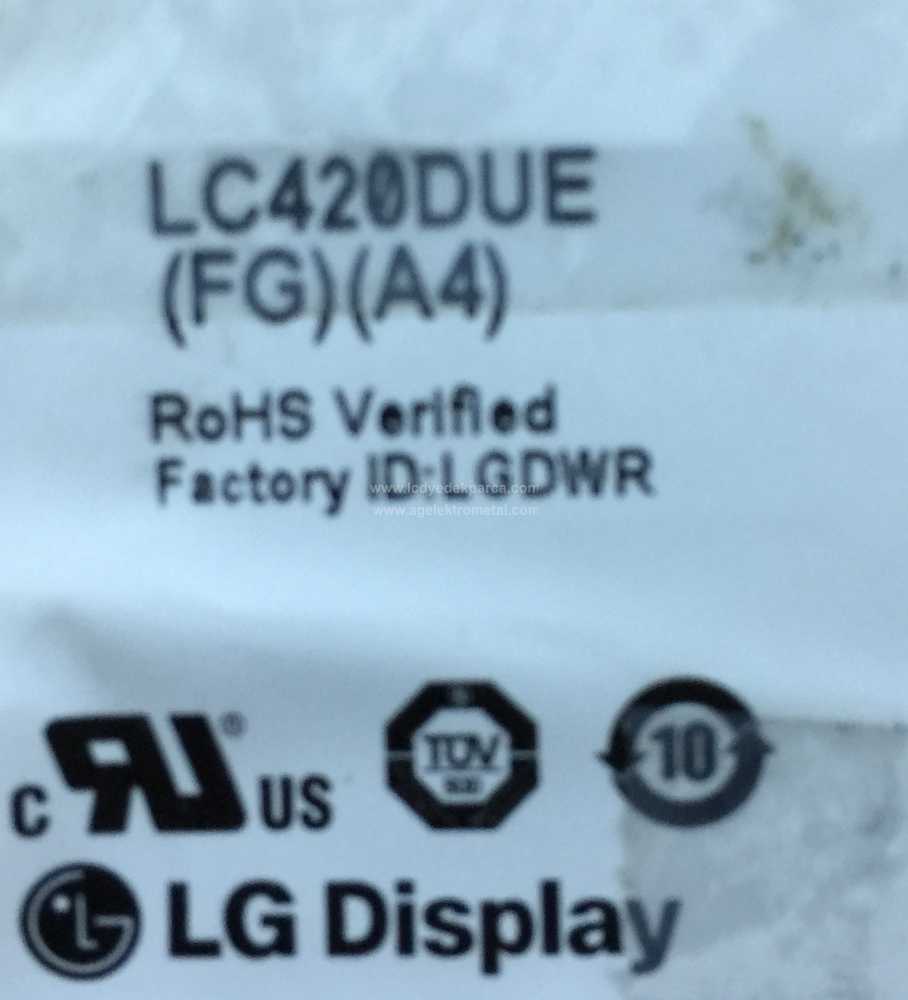 LC420DUE
(FG)(A4)
RoHS Verified
Factory ID:LGDWR
www.lcdyedekparca.com
www.agelektrometal.com
c RU ® US
TÜV
10
LG Display